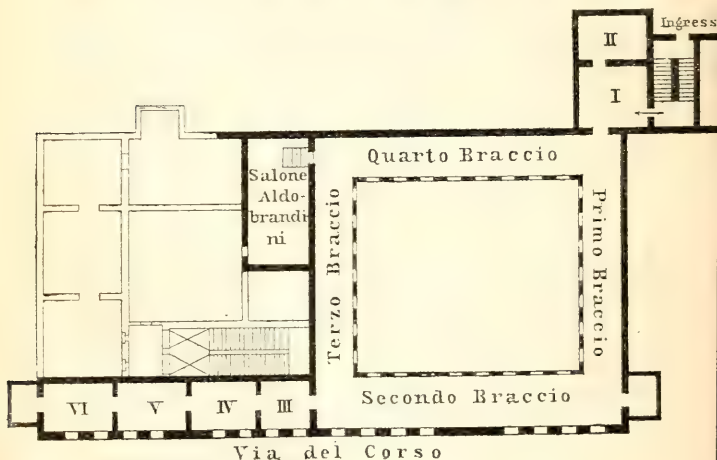 Ingress
II
I
Quarto Braccio
Salone
Aldo-
brandi
ni
Terzo Braccio
Primo Braccio
Secondo Braccio
VI
V
IV
III
Via del Corso